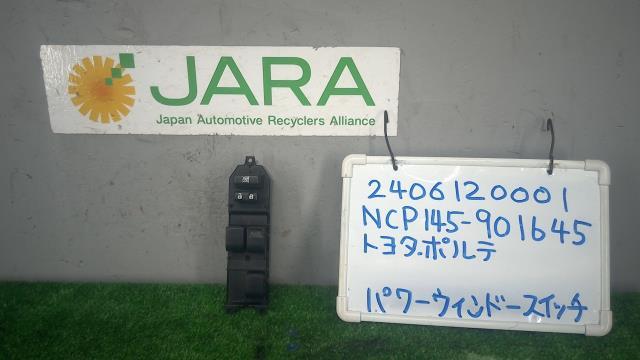 JARA
Japan Automotive Recyclers Alliance
2406120001
NCP145-901645
トヨタ.ポルテ
パワーウィンドースイッチ